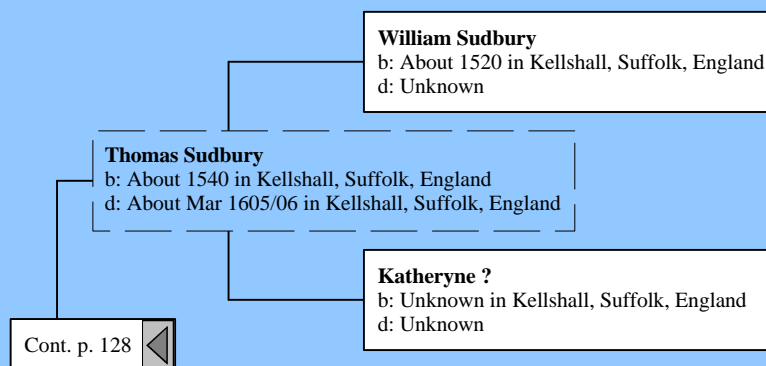 William Sudbury
b: About 1520 in Kellshall, Suffolk, England
d: Unknown
Thomas Sudbury
b: About 1540 in Kellshall, Suffolk, England
d: About Mar 1605/06 in Kellshall, Suffolk, England
Katheryne ?
b: Unknown in Kellshall, Suffolk, England
d: Unknown
Cont. p. 128